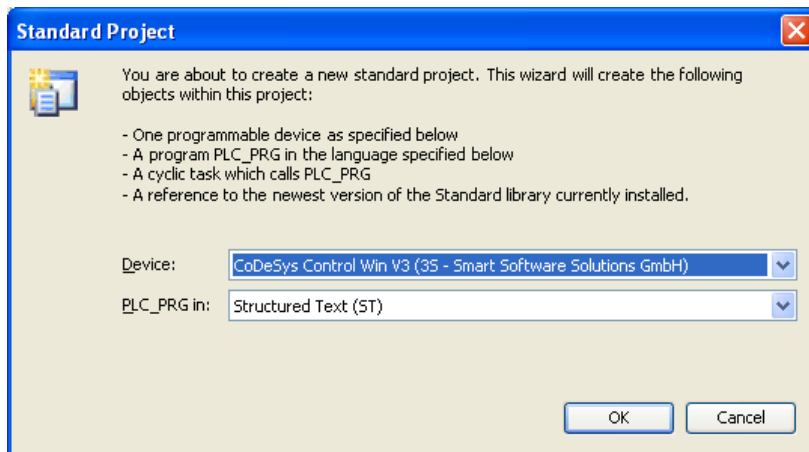 Standard Project
You are about to create a new standard project. This wizard will create the following
objects within this project:
- One programmable device as specified below
- A program PLC_PRG in the language specified below
- A cyclic task which calls PLC_PRG
- A reference to the newest version of the Standard library currently installed.
Device: CoDeSys Control Win V3 (3S - Smart Software Solutions GmbH)
PLC_PRG in: Structured Text (ST)
OK Cancel